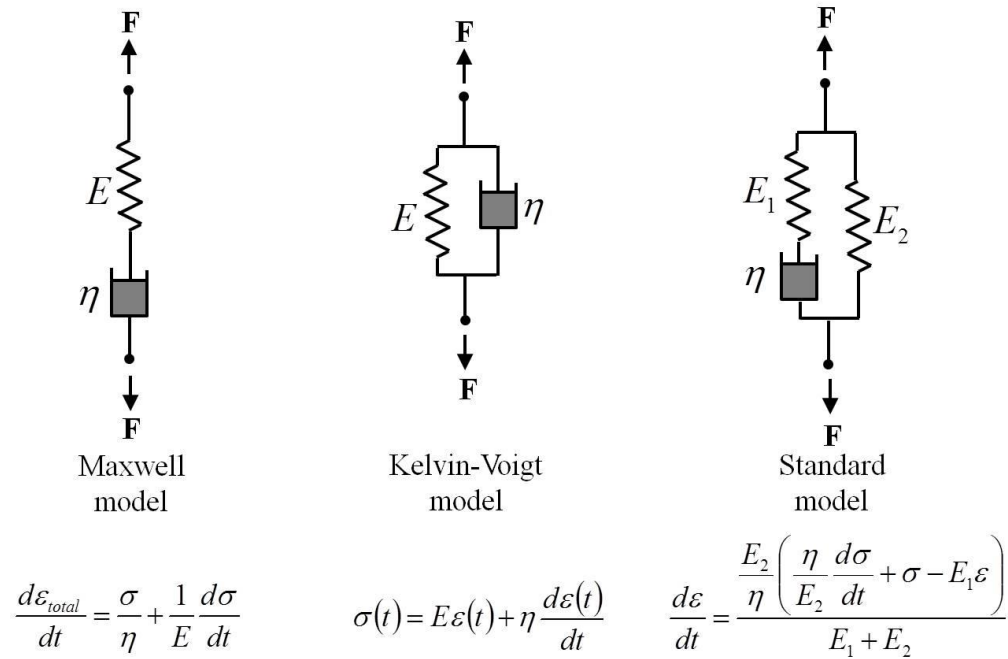 F
E
η
F
Maxwell
model
dε_total/dt = σ/η + 1/E dσ/dt
F
E
η
F
Kelvin-Voigt
model
σ(t) = Eε(t) + η dε(t)/dt
F
E₁
E₂
η
F
Standard
model
dε/dt = E₂/η (η/E₂ dσ/dt + σ − E₁ε) / E₁ + E₂